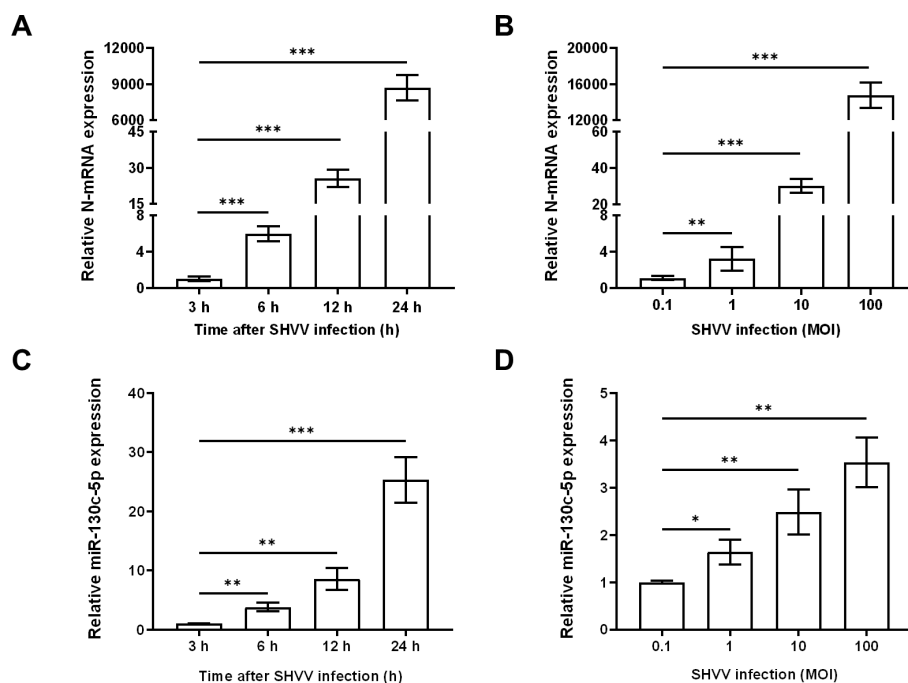 A
Relative N-mRNA expression
12000
9000
6000
45
30
15
8
4
0
***
***
***
3 h 6 h 12 h 24 h
Time after SHVV infection (h)
B
Relative N-mRNA expression
20000
16000
12000
60
40
20
8
4
0
***
***
**
0.1 1 10 100
SHVV infection (MOI)
C
Relative miR-130c-5p expression
40
30
20
10
0
***
**
**
3 h 6 h 12 h 24 h
Time after SHVV infection (h)
D
Relative miR-130c-5p expression
5
4
3
2
1
0
**
**
*
0.1 1 10 100
SHVV infection (MOI)